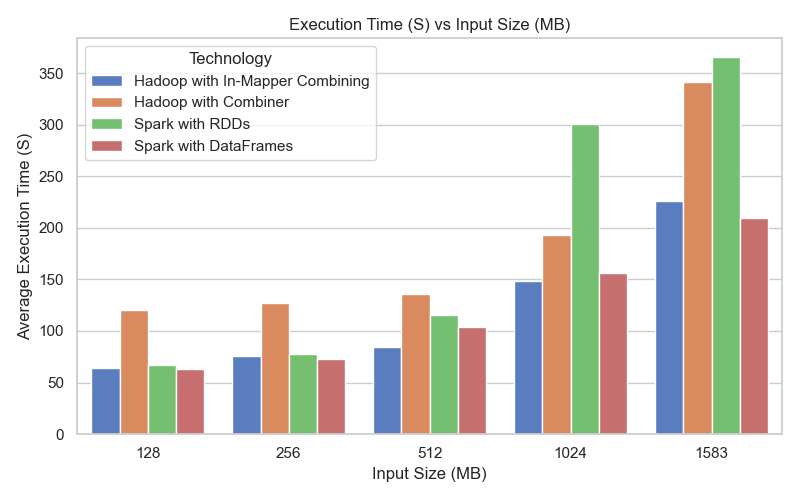 Execution Time (S) vs Input Size (MB)
Technology
Hadoop with In-Mapper Combining
Hadoop with Combiner
Spark with RDDs
Spark with DataFrames
Average Execution Time (S)
350
300
250
200
150
100
50
0
128 256 512 1024 1583
Input Size (MB)